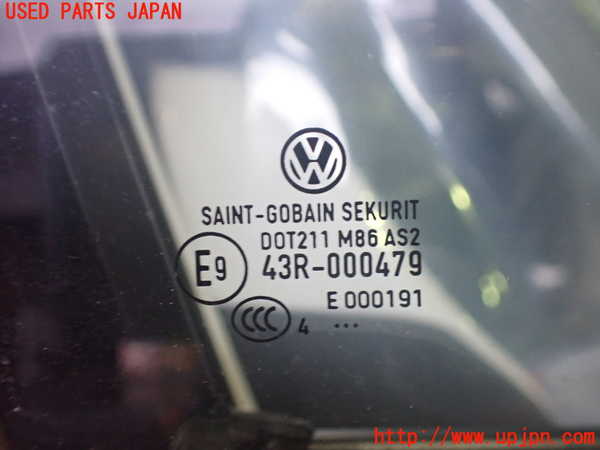 USED PARTS JAPAN
VW
SAINT-GOBAIN SEKURIT
DOT211 M86 AS2
E9 43R-000479
E 000191
CCC 4 ...
http://www.upjpn.com